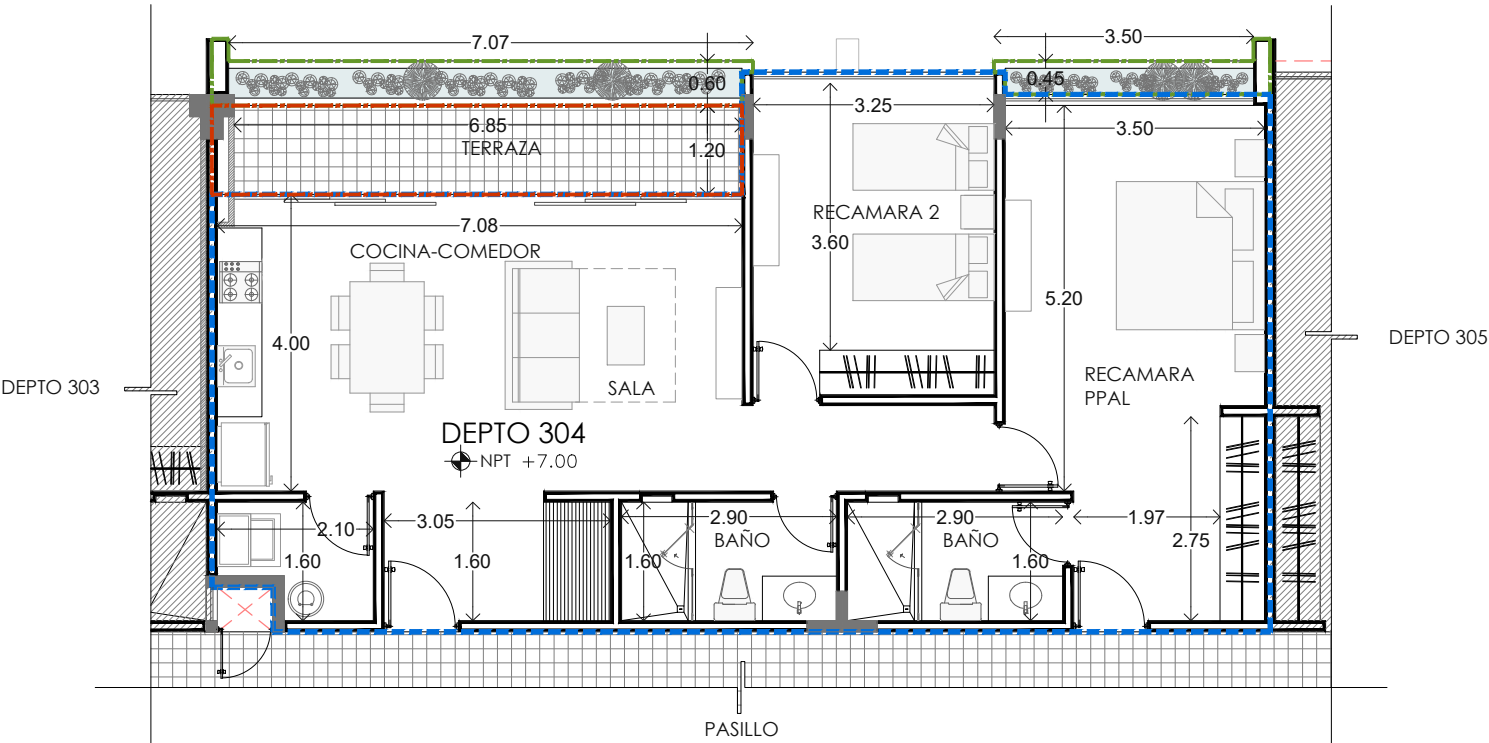 7.07
3.50
0.60
0.45
6.85
TERRAZA
1.20
3.25
3.50
RECAMARA 2
3.60
7.08
COCINA-COMEDOR
5.20
4.00
DEPTO 303
DEPTO 305
SALA
RECAMARA
PPAL
DEPTO 304
NPT +7.00
2.10
1.60
3.05
1.60
2.90
BAÑO
1.60
2.90
BAÑO
1.60
1.97
2.75
PASILLO